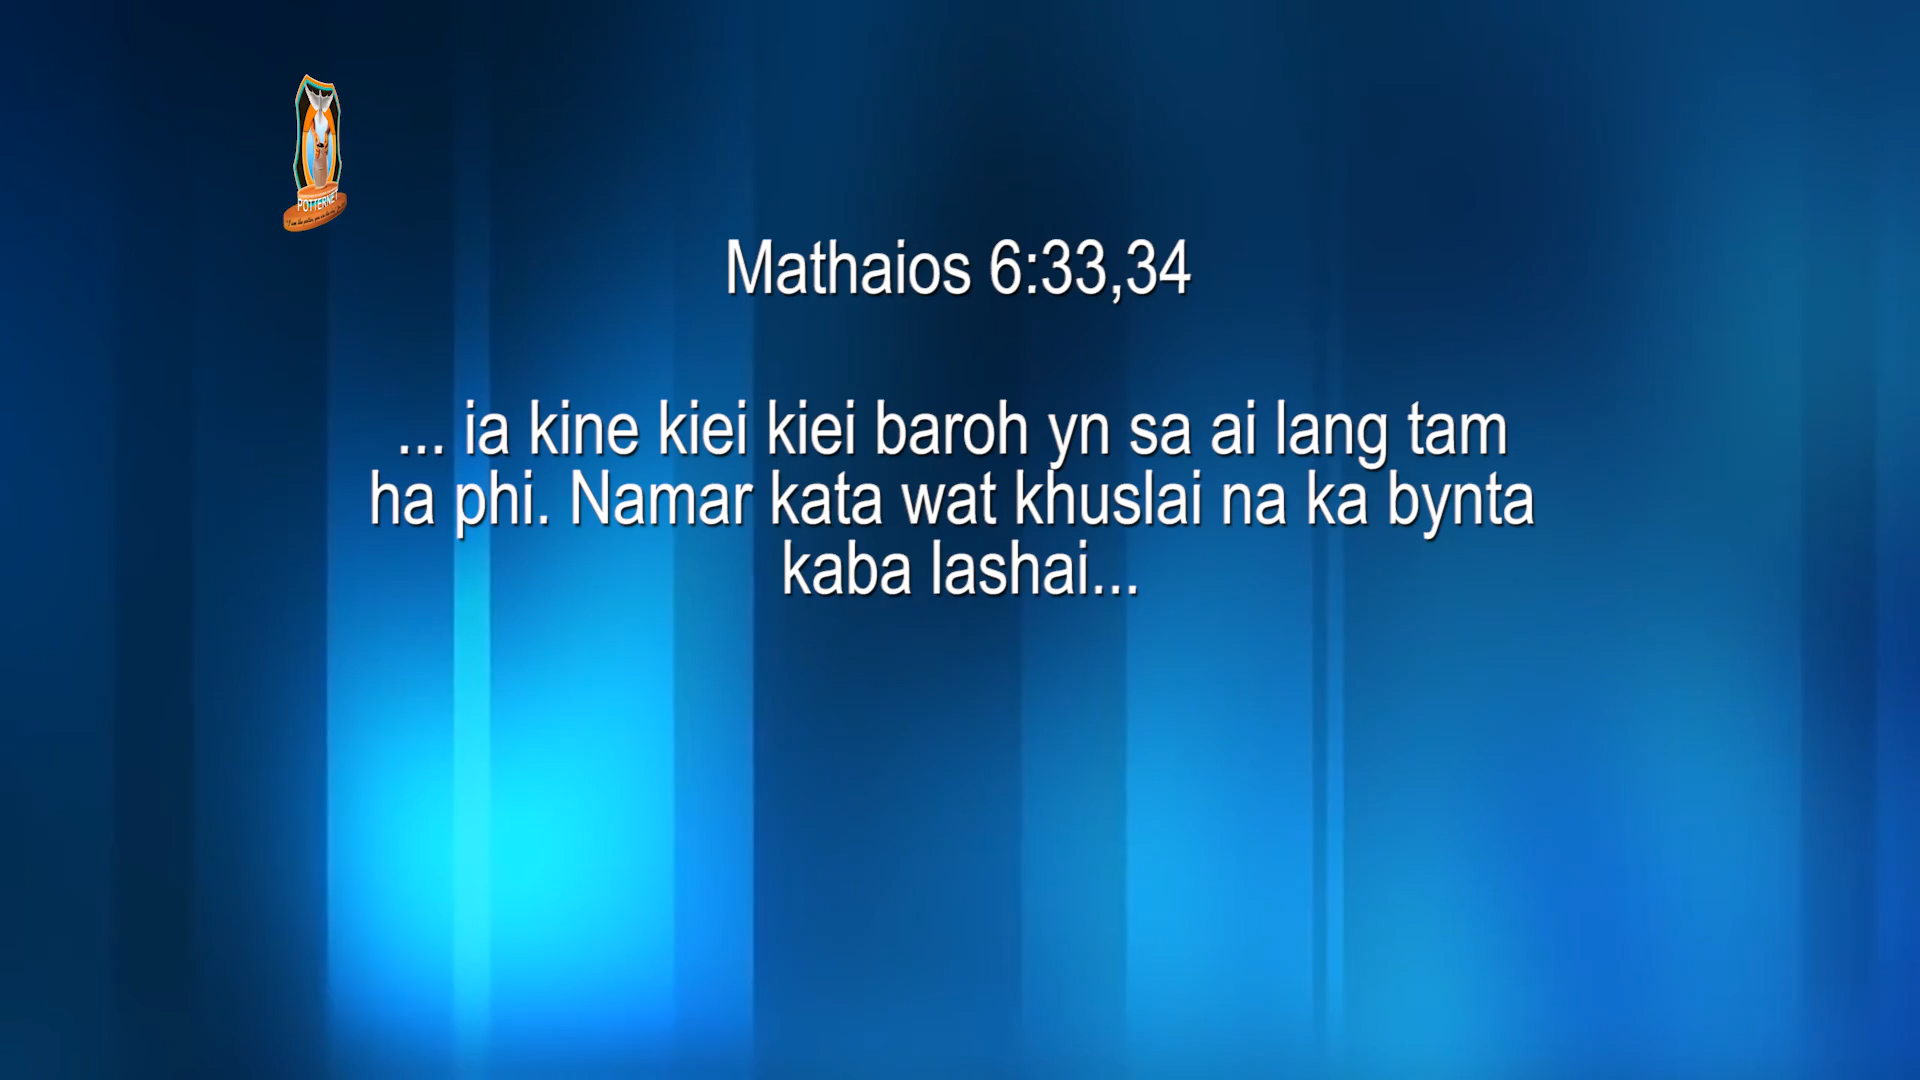 POTTERNET
Mathaios 6:33,34
... ia kine kiei kiei baroh yn sa ai lang tam
ha phi. Namar kata wat khuslai na ka bynta
kaba lashai...